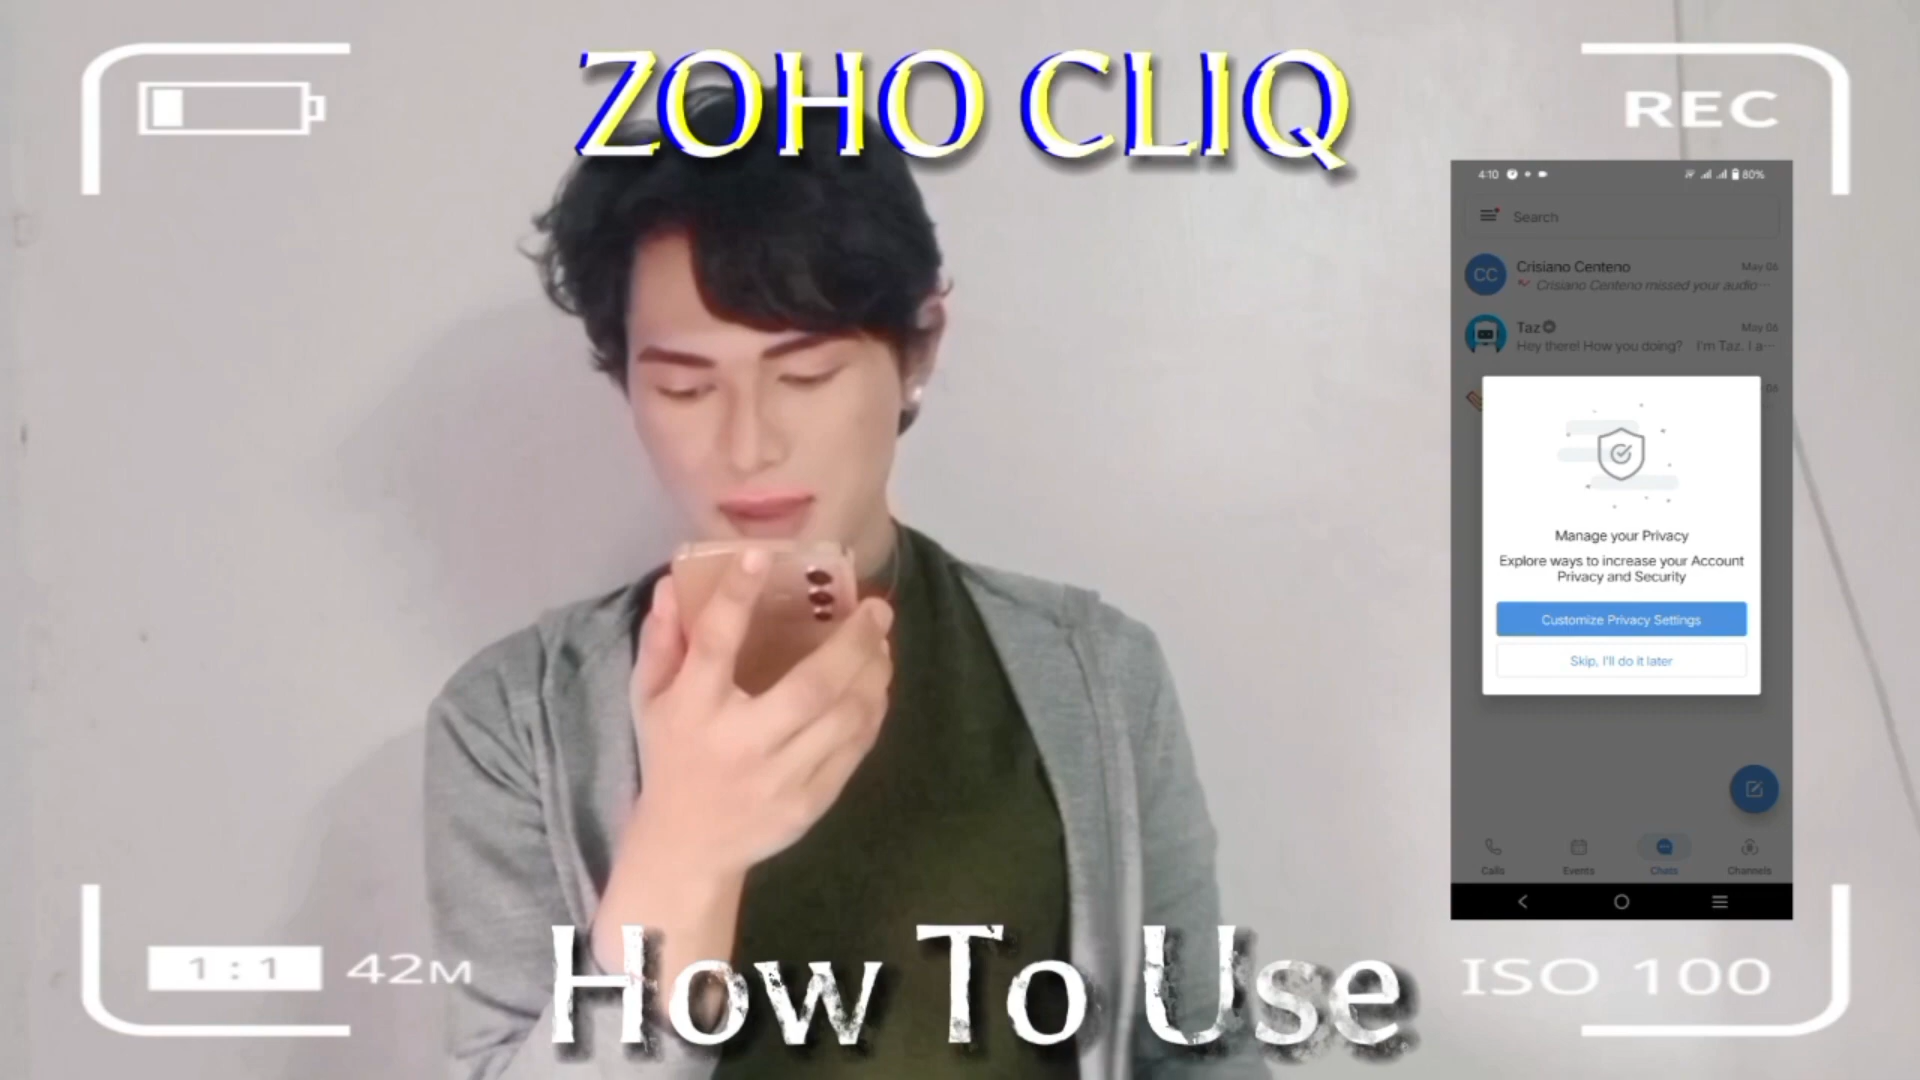 ZOHO CLIQ
REC
4:10
80%
Search
CC
Crisiano Centeno
May 06
Crisiano Centeno missed your audio...
Taz
May 06
Hey there! How you doing? I'm Taz. I a...
06
Manage your Privacy
Explore ways to increase your Account
Privacy and Security
Customize Privacy Settings
Skip, I'll do it later
Calls
Events
Chats
Channels
1 : 1
42M
How To Use
ISO 100